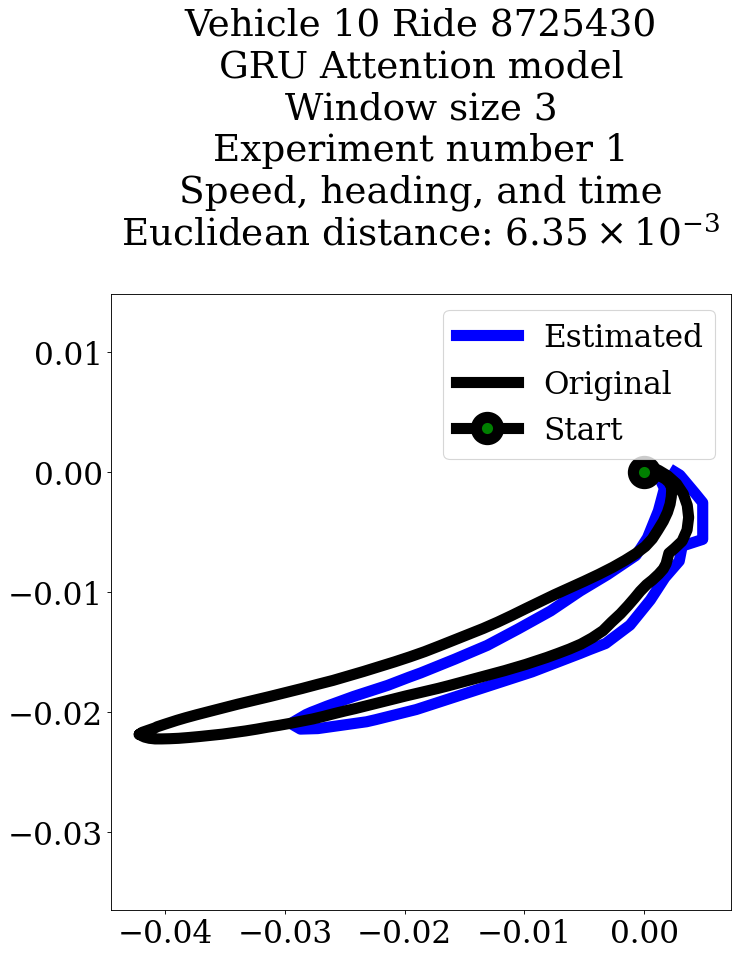 Vehicle 10 Ride 8725430
GRU Attention model
Window size 3
Experiment number 1
Speed, heading, and time
Euclidean distance: 6.35 × 10⁻³
Estimated
Original
Start
0.01
0.00
−0.01
−0.02
−0.03
−0.04
−0.03
−0.02
−0.01
0.00